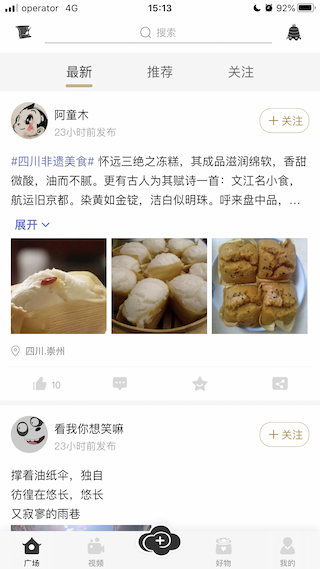 operator 4G 15:13 92%
搜索
最新 推荐 关注
阿童木
23小时前发布
+ 关注
#四川非遗美食# 怀远三绝之冻糕，其成品滋润绵软，香甜
微酸，油而不腻。更有古人为其赋诗一首：文江名小食，
航运旧京都。染黄如金锭，洁白似明珠。呼来盘中品，...
展开
四川.崇州
10
看我你想笑嘛
23小时前发布
+ 关注
撑着油纸伞，独自
彷徨在悠长，悠长
又寂寥的雨巷
广场 视频 好物 我的